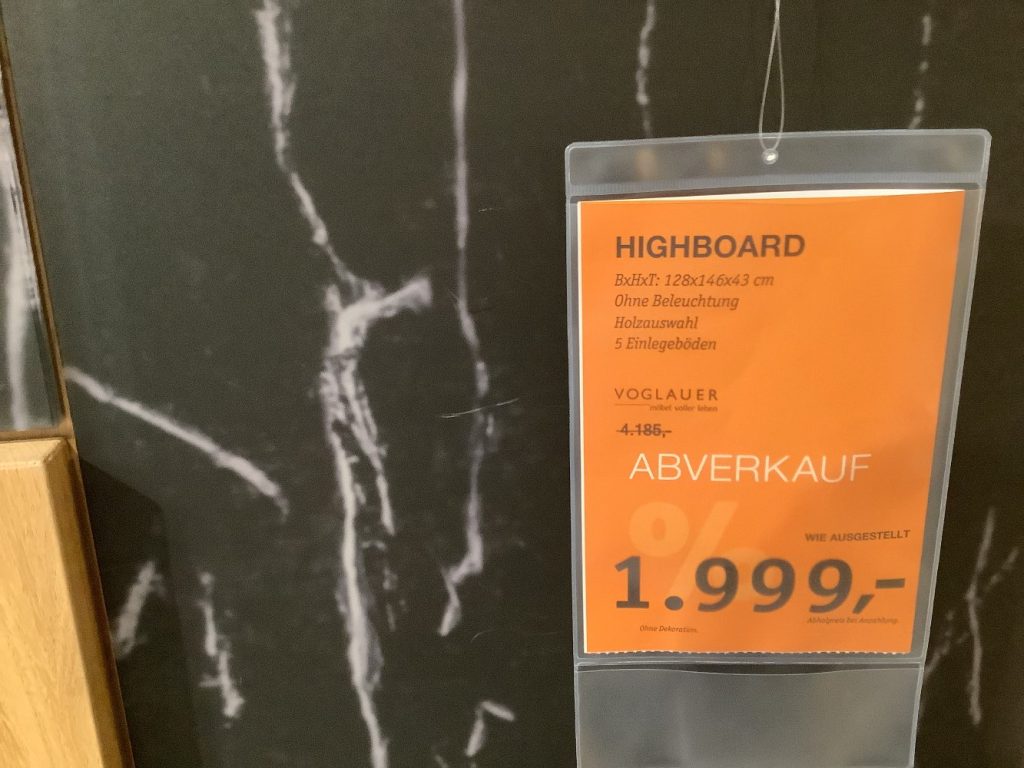 HIGHBOARD
BxHxT: 128x146x43 cm
Ohne Beleuchtung
Holzauswahl
5 Einlegeböden
VOGLAUER
möbel voller leben
4.185,-
ABVERKAUF
%
WIE AUSGESTELLT
1.999,-
Abholpreis bei Anzahlung.
Ohne Dekoration.